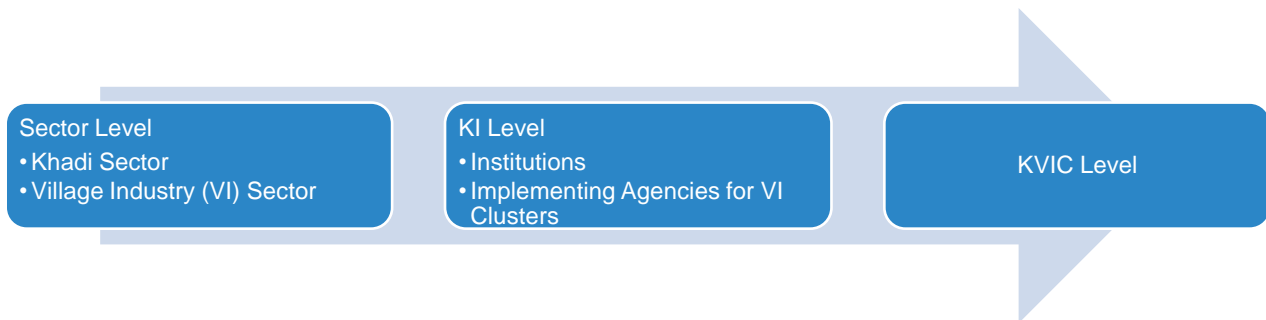 Sector Level
•Khadi Sector
•Village Industry (VI) Sector
KI Level
•Institutions
•Implementing Agencies for VI
Clusters
KVIC Level